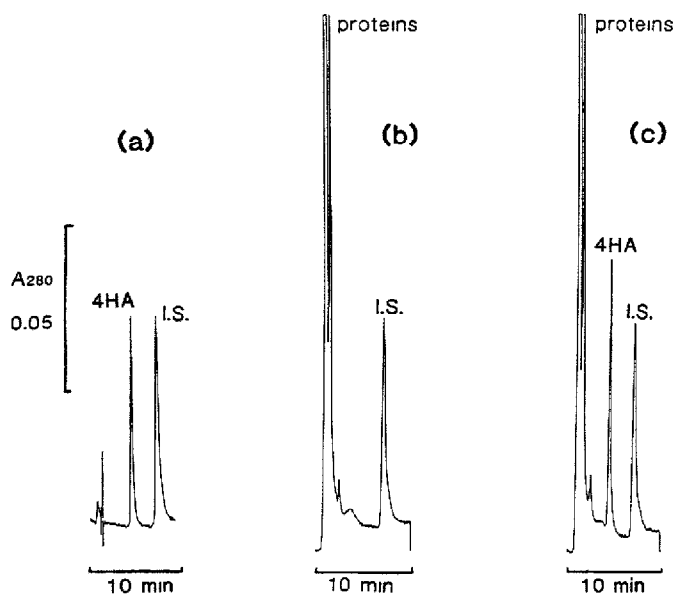 proteins
proteins
(a)
(b)
(c)
A280
0.05
4HA
I.S.
I.S.
4HA
I.S.
10 min
10 min
10 min